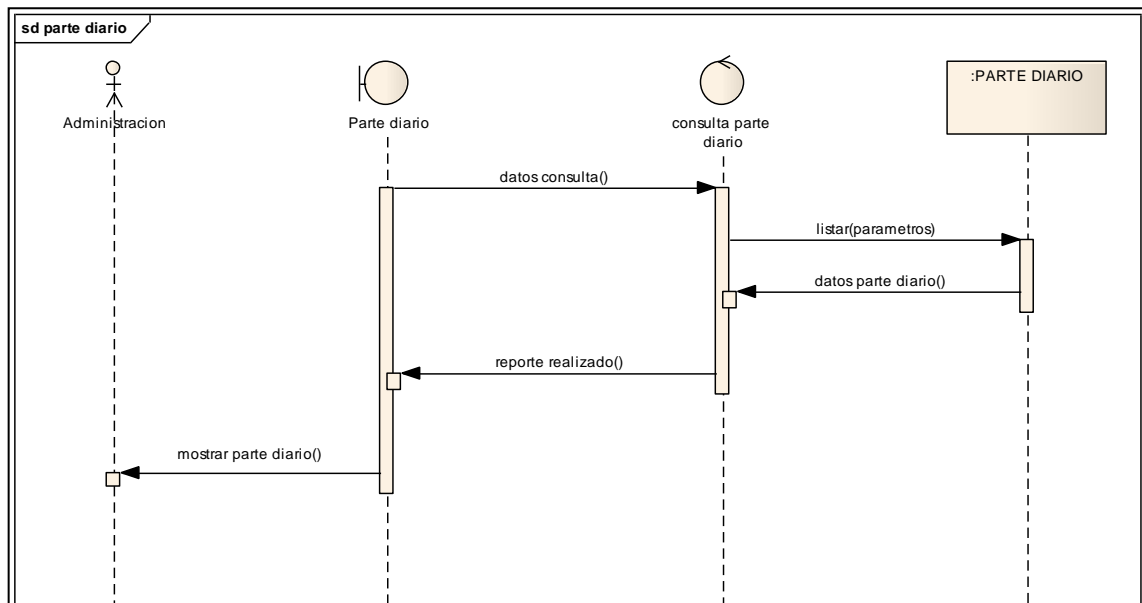 sd parte diario
Administracion
Parte diario
consulta parte
diario
:PARTE DIARIO
datos consulta()
listar(parametros)
datos parte diario()
reporte realizado()
mostrar parte diario()